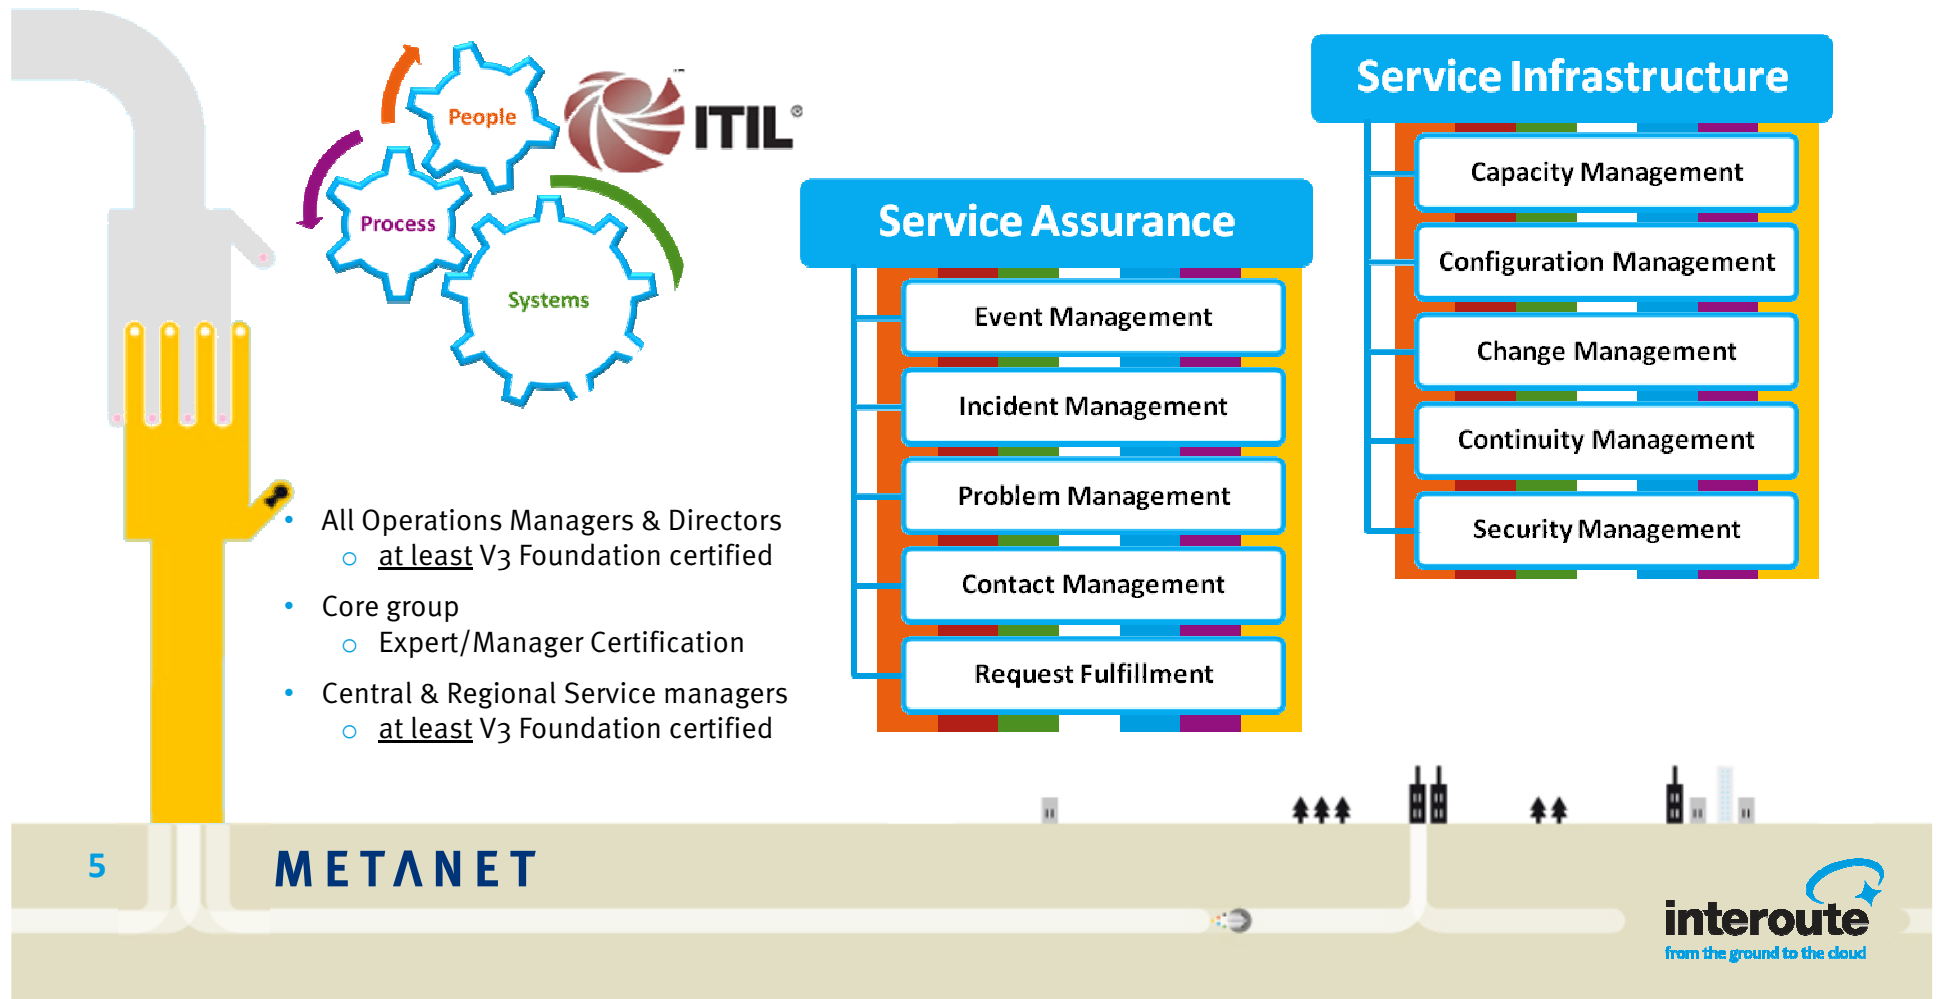 People
Process
Systems
ITIL®
™
• All Operations Managers & Directors
o at least V3 Foundation certified
• Core group
o Expert/Manager Certification
• Central & Regional Service managers
o at least V3 Foundation certified
Service Assurance
Event Management
Incident Management
Problem Management
Contact Management
Request Fulfillment
Service Infrastructure
Capacity Management
Configuration Management
Change Management
Continuity Management
Security Management
5
METANET
interoute
from the ground to the cloud